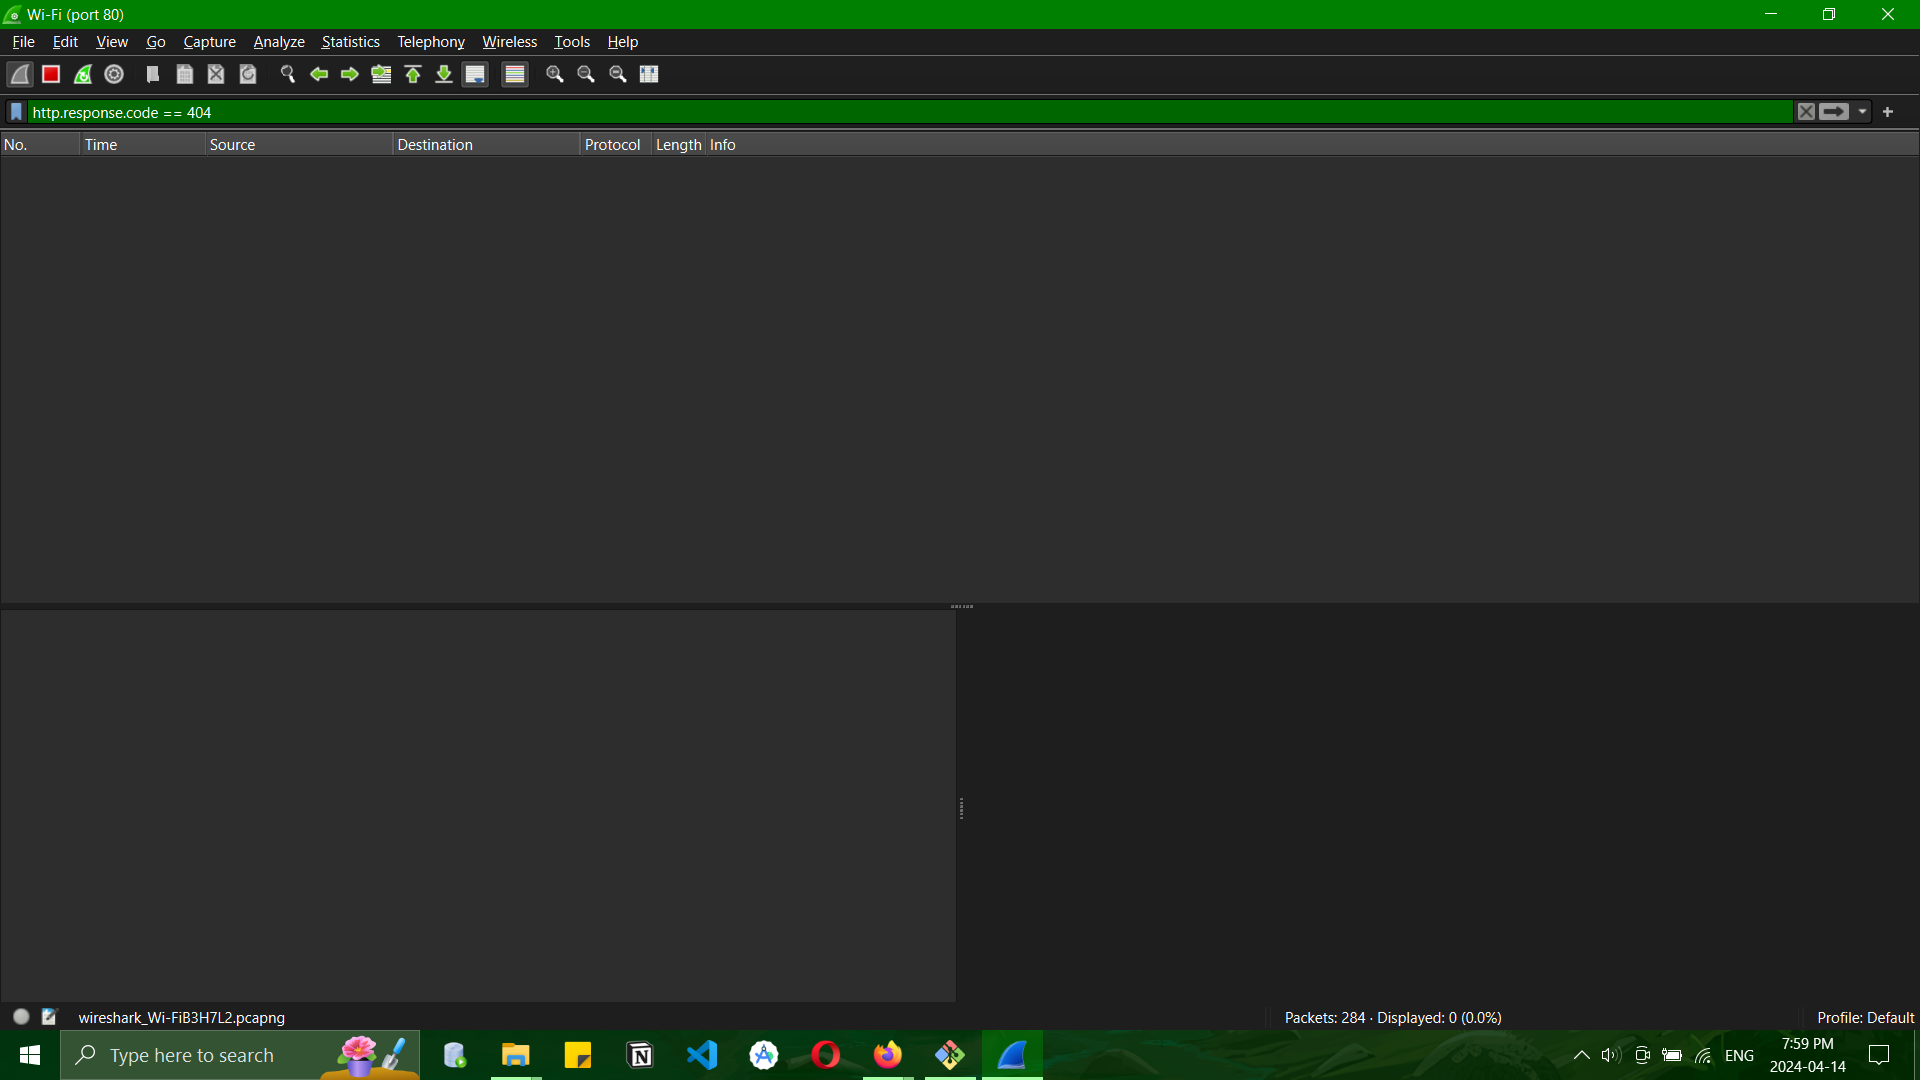 Wi-Fi (port 80)
File Edit View Go Capture Analyze Statistics Telephony Wireless Tools Help
http.response.code == 404
No. Time Source Destination Protocol Length Info
wireshark_Wi-FiB3H7L2.pcapng Packets: 284 · Displayed: 0 (0.0%) Profile: Default
Type here to search
ENG
7:59 PM
2024-04-14